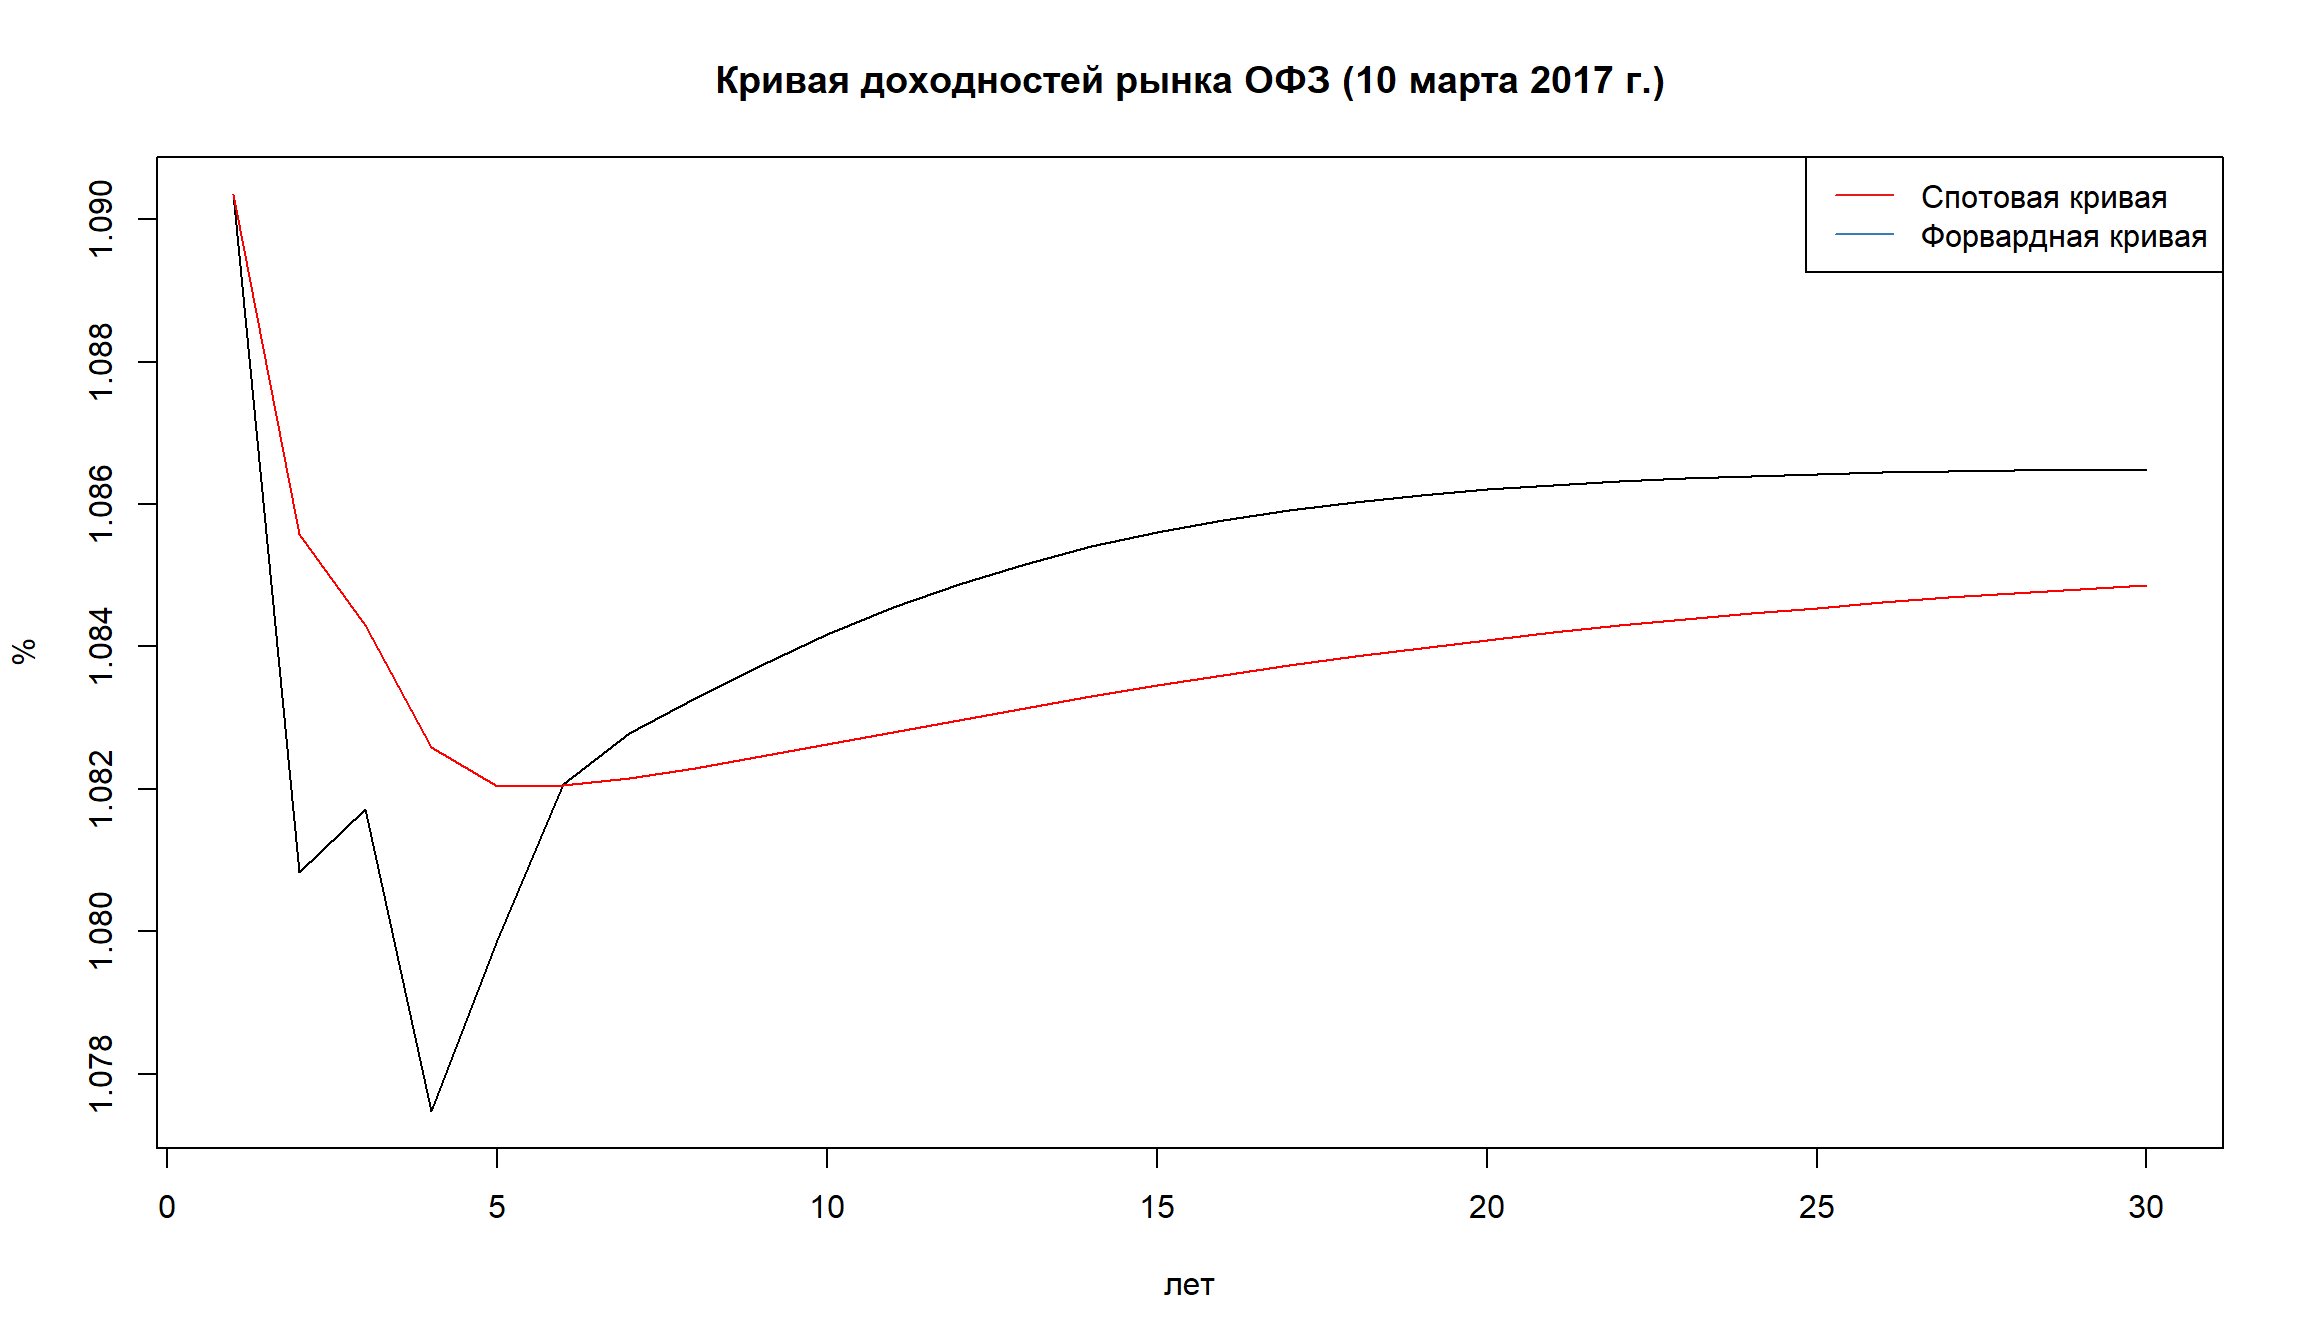 Кривая доходностей рынка ОФЗ (10 марта 2017 г.)
Спотовая кривая
Форвардная кривая
1.090
1.088
1.086
1.084
1.082
1.080
1.078
%
0 5 10 15 20 25 30
лет